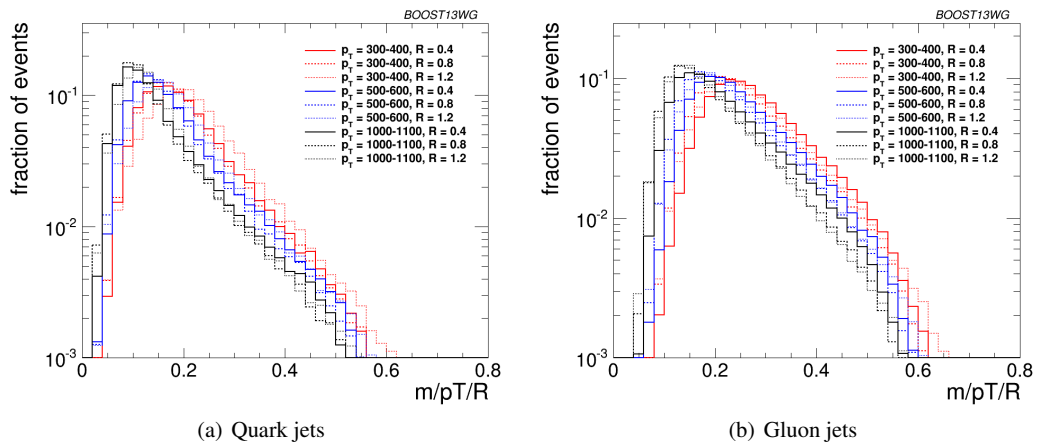 BOOST13WG
fraction of events
10⁻¹
10⁻²
10⁻³
p_T = 300-400, R = 0.4
p_T = 300-400, R = 0.8
p_T = 300-400, R = 1.2
p_T = 500-600, R = 0.4
p_T = 500-600, R = 0.8
p_T = 500-600, R = 1.2
p_T = 1000-1100, R = 0.4
p_T = 1000-1100, R = 0.8
p_T = 1000-1100, R = 1.2
0 0.2 0.4 0.6 0.8
m/pT/R
(a) Quark jets
BOOST13WG
fraction of events
10⁻¹
10⁻²
10⁻³
p_T = 300-400, R = 0.4
p_T = 300-400, R = 0.8
p_T = 300-400, R = 1.2
p_T = 500-600, R = 0.4
p_T = 500-600, R = 0.8
p_T = 500-600, R = 1.2
p_T = 1000-1100, R = 0.4
p_T = 1000-1100, R = 0.8
p_T = 1000-1100, R = 1.2
0 0.2 0.4 0.6 0.8
m/pT/R
(b) Gluon jets